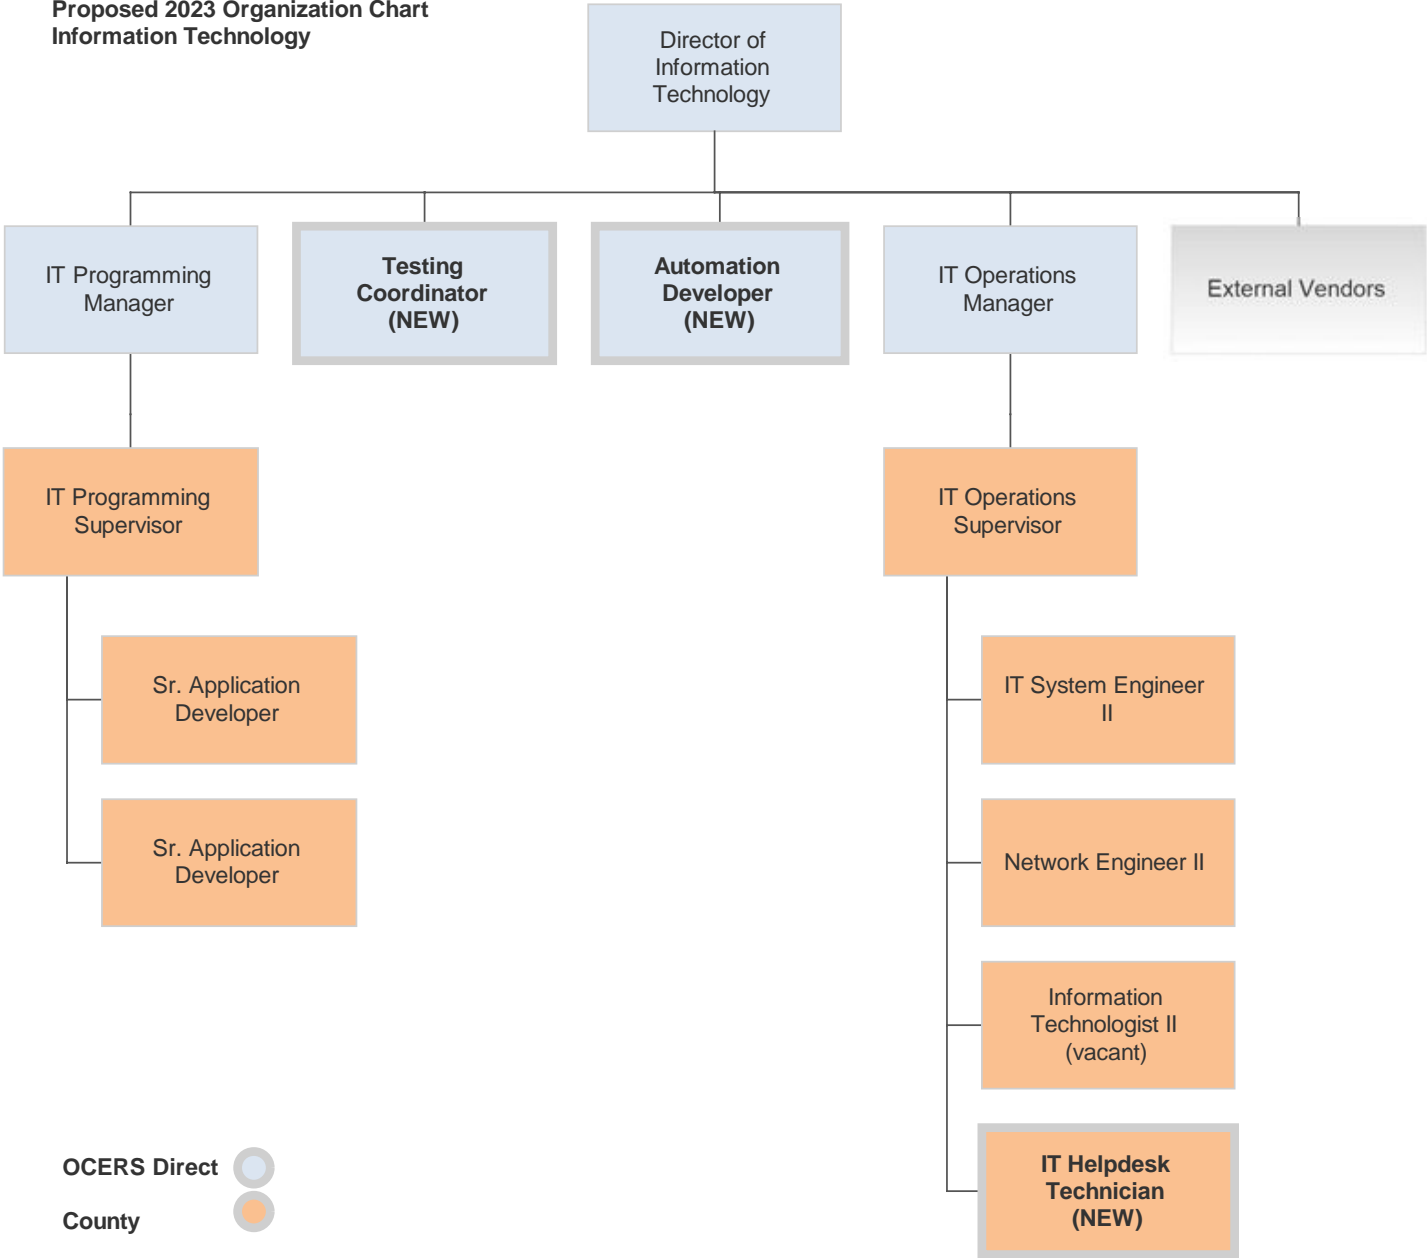 Proposed 2023 Organization Chart
Information Technology
Director of
Information
Technology
IT Programming
Manager
Testing
Coordinator
(NEW)
Automation
Developer
(NEW)
IT Operations
Manager
External Vendors
IT Programming
Supervisor
IT Operations
Supervisor
Sr. Application
Developer
Sr. Application
Developer
IT System Engineer
II
Network Engineer II
Information
Technologist II
(vacant)
IT Helpdesk
Technician
(NEW)
OCERS Direct
County